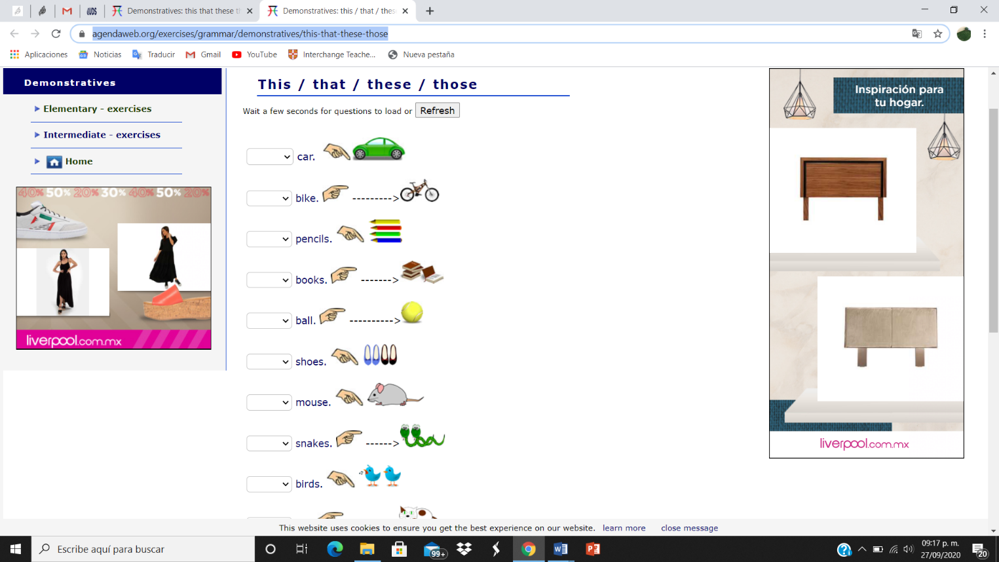 Demonstratives: this that these th
Demonstratives: this / that / thes
agendaweb.org/exercises/grammar/demonstratives/this-that-these-those
Aplicaciones
Noticias
Traducir
Gmail
YouTube
Interchange Teache...
Nueva pestaña
Demonstratives
Elementary - exercises
Intermediate - exercises
Home
40% 50% 20% 30% 40% 50% 20%
liverpool.com.mx
This / that / these / those
Wait a few seconds for questions to load or Refresh
car.
bike. --------->
pencils.
books. ------->
ball. ---------->
shoes.
mouse.
snakes. ------>
birds.
Inspiración para
tu hogar.
liverpool.com.mx
This website uses cookies to ensure you get the best experience on our website. learn more close message
Escribe aquí para buscar
99+
09:17 p. m.
27/09/2020
20